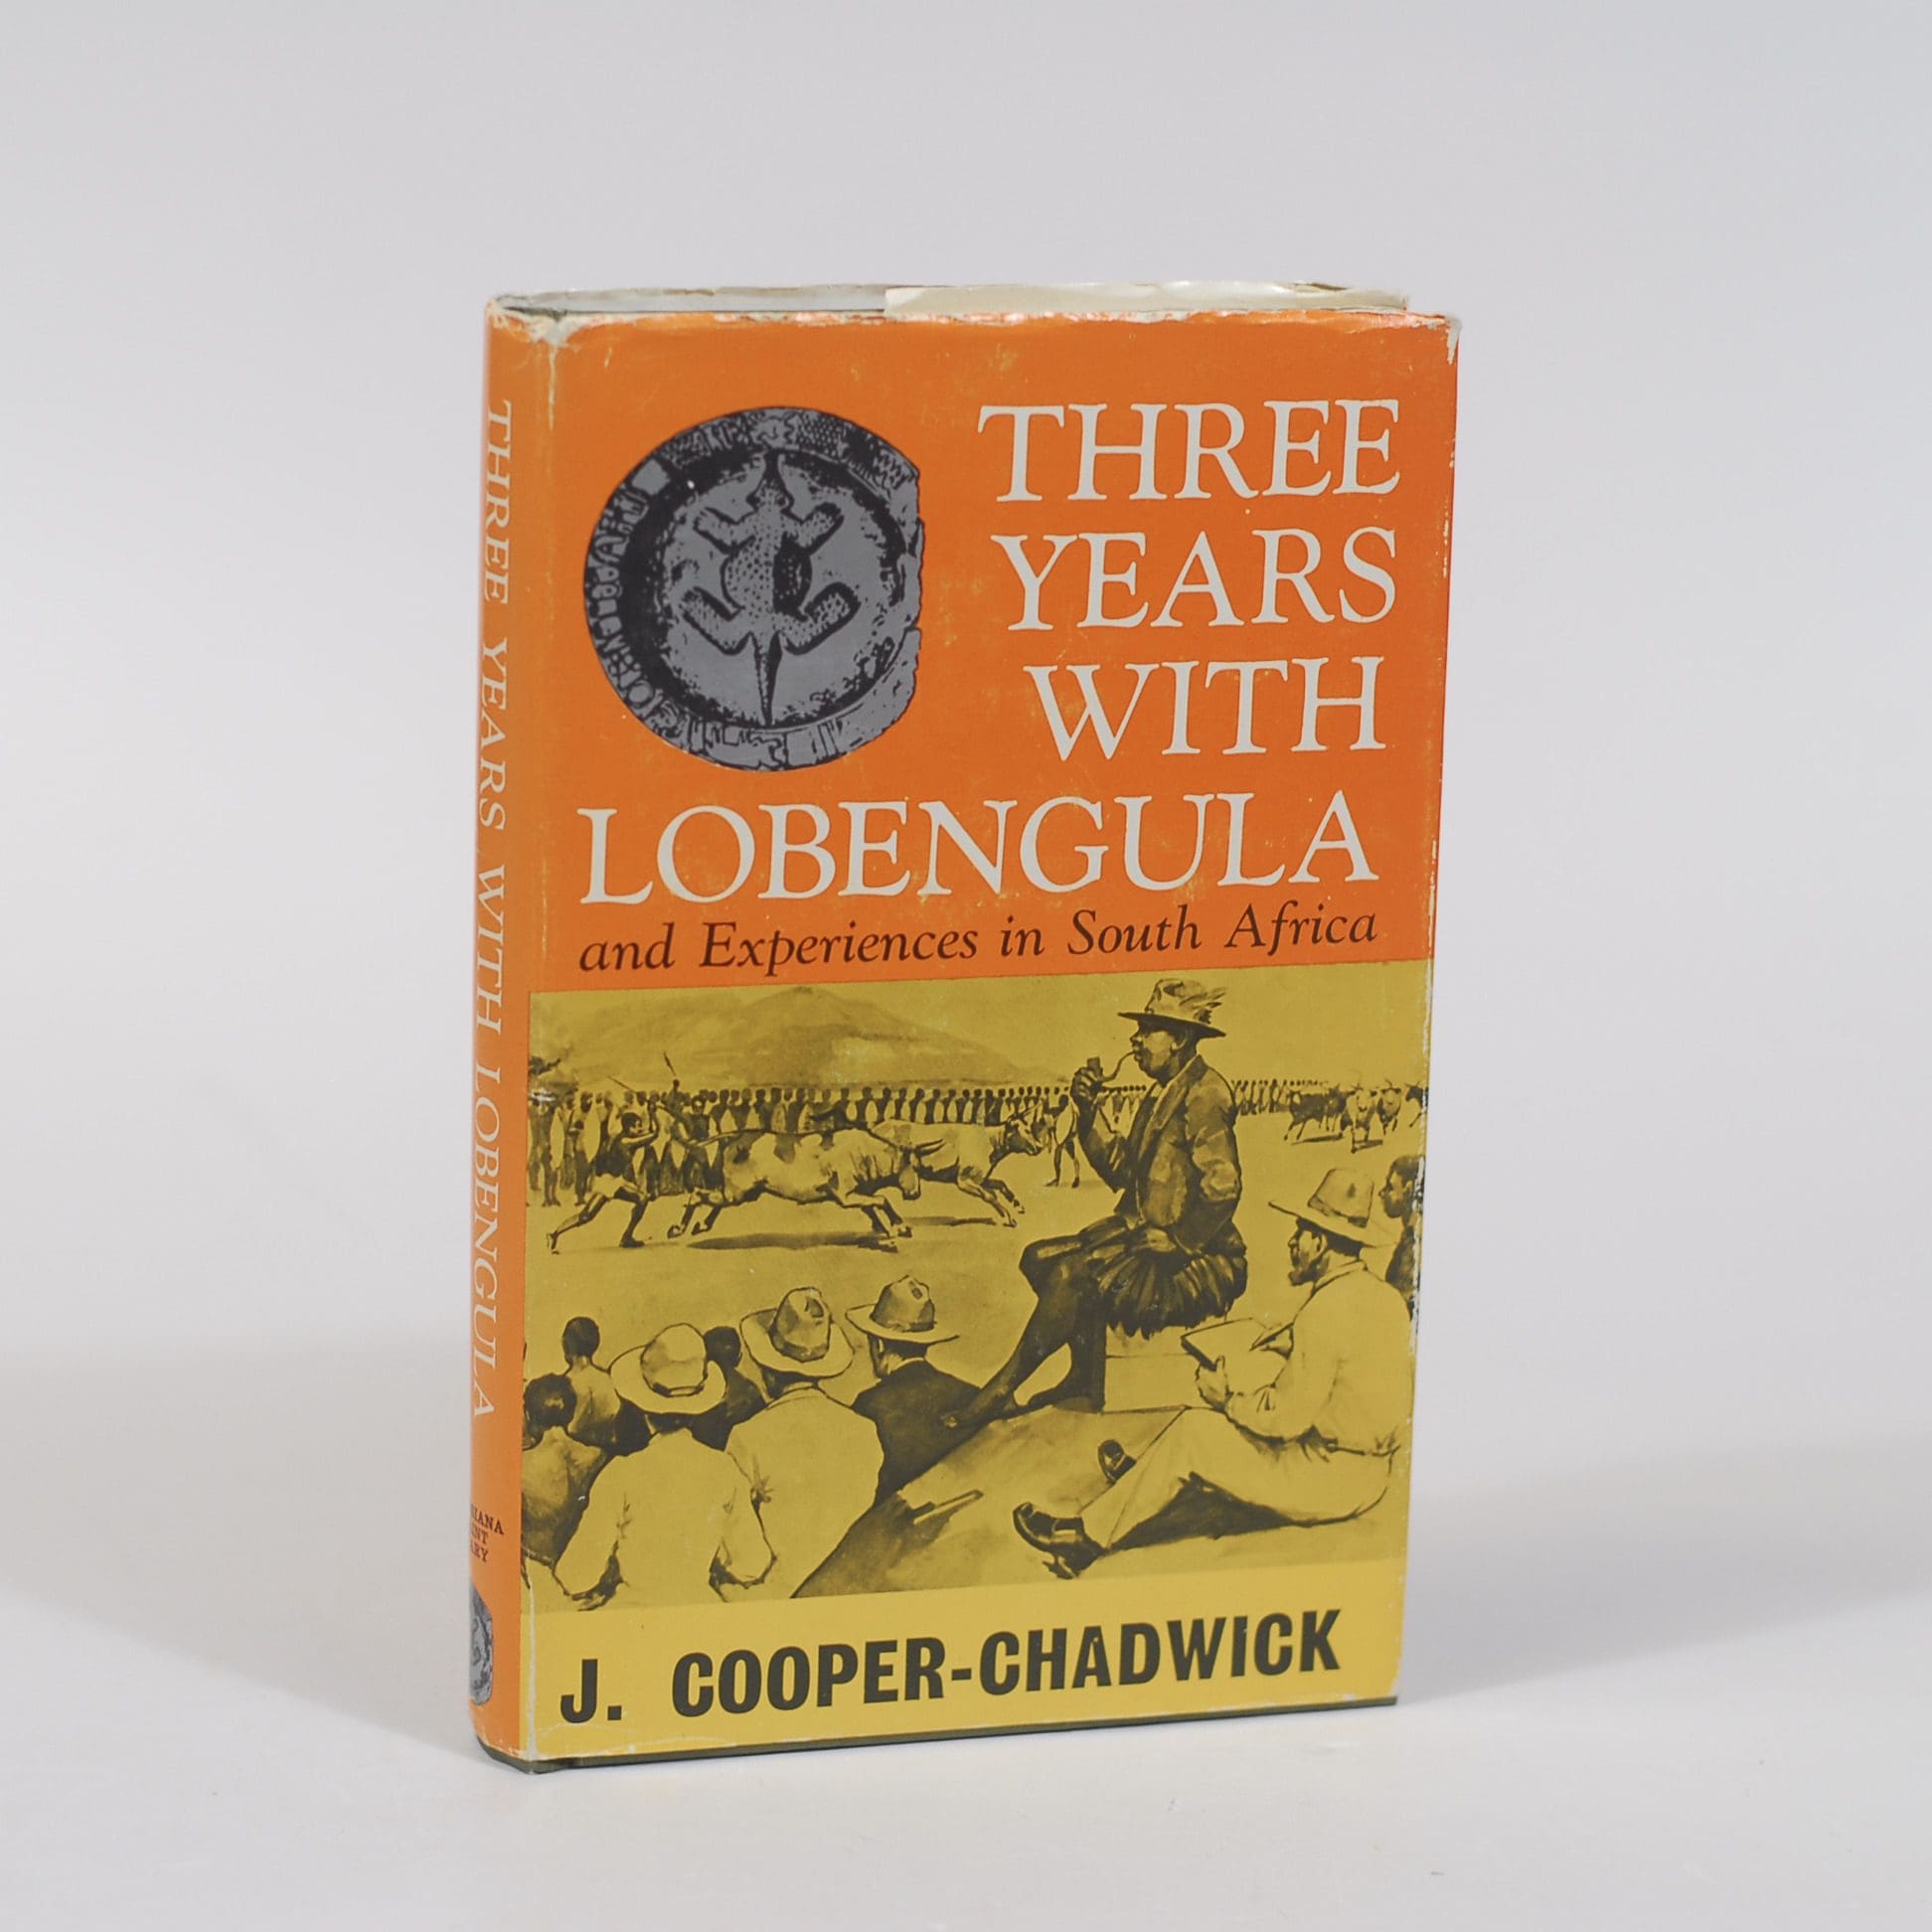 THREE
YEARS
WITH
LOBENGULA
and Experiences in South Africa
J. COOPER-CHADWICK
THREE YEARS WITH LOBENGULA